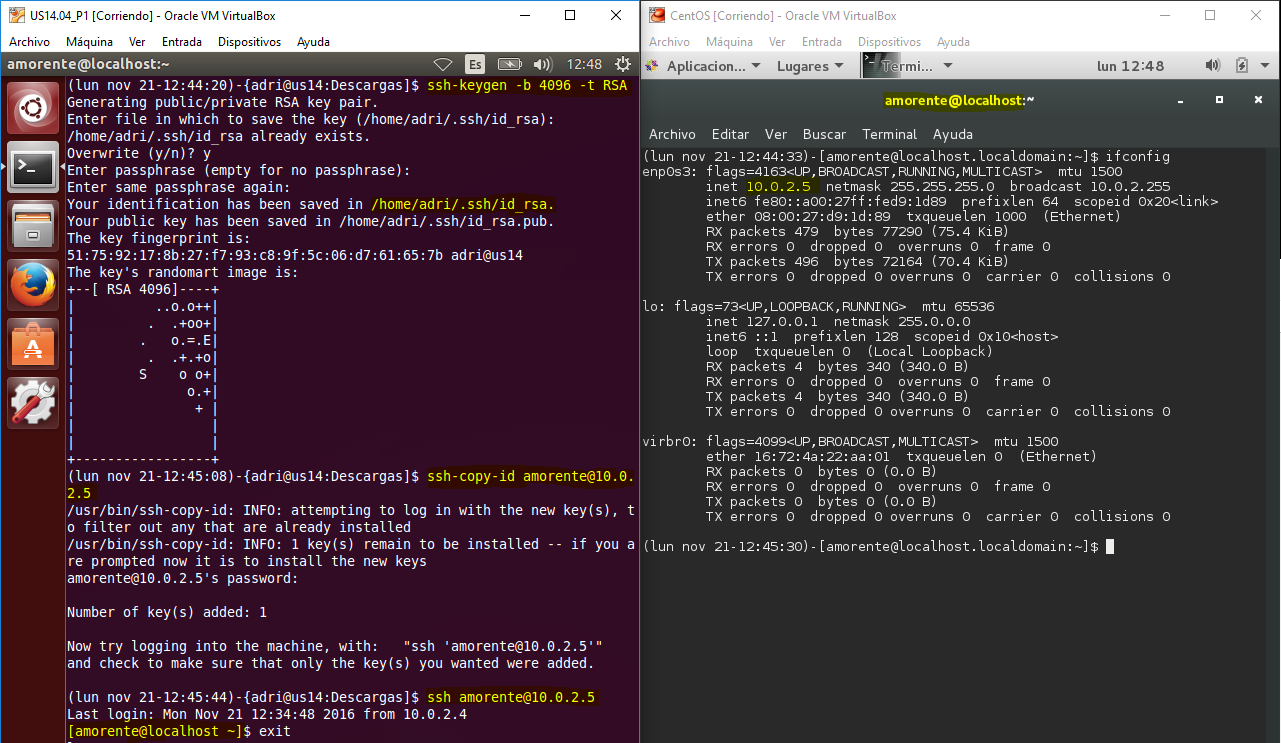 US14.04_P1 [Corriendo] - Oracle VM VirtualBox
Archivo Máquina Ver Entrada Dispositivos Ayuda
amorente@localhost:~ Es 12:48
(lun nov 21-12:44:20)-{adri@us14:Descargas]$ ssh-keygen -b 4096 -t RSA
Generating public/private RSA key pair.
Enter file in which to save the key (/home/adri/.ssh/id_rsa):
/home/adri/.ssh/id_rsa already exists.
Overwrite (y/n)? y
Enter passphrase (empty for no passphrase):
Enter same passphrase again:
Your identification has been saved in /home/adri/.ssh/id_rsa.
Your public key has been saved in /home/adri/.ssh/id_rsa.pub.
The key fingerprint is:
51:75:92:17:8b:27:f7:93:c8:9f:5c:06:d7:61:65:7b adri@us14
The key's randomart image is:
+--[ RSA 4096]----+
|          ..o.o++|
|         .  .+oo+|
|        .   o.=.E|
|         .  .+.+o|
|        S    o o+|
|              o.+|
|               + |
|                 |
|                 |
+-----------------+
(lun nov 21-12:45:08)-{adri@us14:Descargas]$ ssh-copy-id amorente@10.0.
2.5
/usr/bin/ssh-copy-id: INFO: attempting to log in with the new key(s), t
o filter out any that are already installed
/usr/bin/ssh-copy-id: INFO: 1 key(s) remain to be installed -- if you a
re prompted now it is to install the new keys
amorente@10.0.2.5's password:
Number of key(s) added: 1
Now try logging into the machine, with:   "ssh 'amorente@10.0.2.5'"
and check to make sure that only the key(s) you wanted were added.
(lun nov 21-12:45:44)-{adri@us14:Descargas]$ ssh amorente@10.0.2.5
Last login: Mon Nov 21 12:34:48 2016 from 10.0.2.4
[amorente@localhost ~]$ exit
CentOS [Corriendo] - Oracle VM VirtualBox
Archivo Máquina Ver Entrada Dispositivos Ayuda
Aplicacion... Lugares Termi... lun 12:48
amorente@localhost:~
Archivo Editar Ver Buscar Terminal Ayuda
(lun nov 21-12:44:33)-[amorente@localhost.localdomain:~]$ ifconfig
enp0s3: flags=4163<UP,BROADCAST,RUNNING,MULTICAST>  mtu 1500
inet 10.0.2.5  netmask 255.255.255.0  broadcast 10.0.2.255
inet6 fe80::a00:27ff:fed9:1d89  prefixlen 64  scopeid 0x20<link>
ether 08:00:27:d9:1d:89  txqueuelen 1000  (Ethernet)
RX packets 479  bytes 77290 (75.4 KiB)
RX errors 0  dropped 0  overruns 0  frame 0
TX packets 496  bytes 72164 (70.4 KiB)
TX errors 0  dropped 0 overruns 0  carrier 0  collisions 0
lo: flags=73<UP,LOOPBACK,RUNNING>  mtu 65536
inet 127.0.0.1  netmask 255.0.0.0
inet6 ::1  prefixlen 128  scopeid 0x10<host>
loop  txqueuelen 0  (Local Loopback)
RX packets 4  bytes 340 (340.0 B)
RX errors 0  dropped 0  overruns 0  frame 0
TX packets 4  bytes 340 (340.0 B)
TX errors 0  dropped 0 overruns 0  carrier 0  collisions 0
virbr0: flags=4099<UP,BROADCAST,MULTICAST>  mtu 1500
ether 16:72:4a:22:aa:01  txqueuelen 0  (Ethernet)
RX packets 0  bytes 0 (0.0 B)
RX errors 0  dropped 0  overruns 0  frame 0
TX packets 0  bytes 0 (0.0 B)
TX errors 0  dropped 0 overruns 0  carrier 0  collisions 0
(lun nov 21-12:45:30)-[amorente@localhost.localdomain:~]$